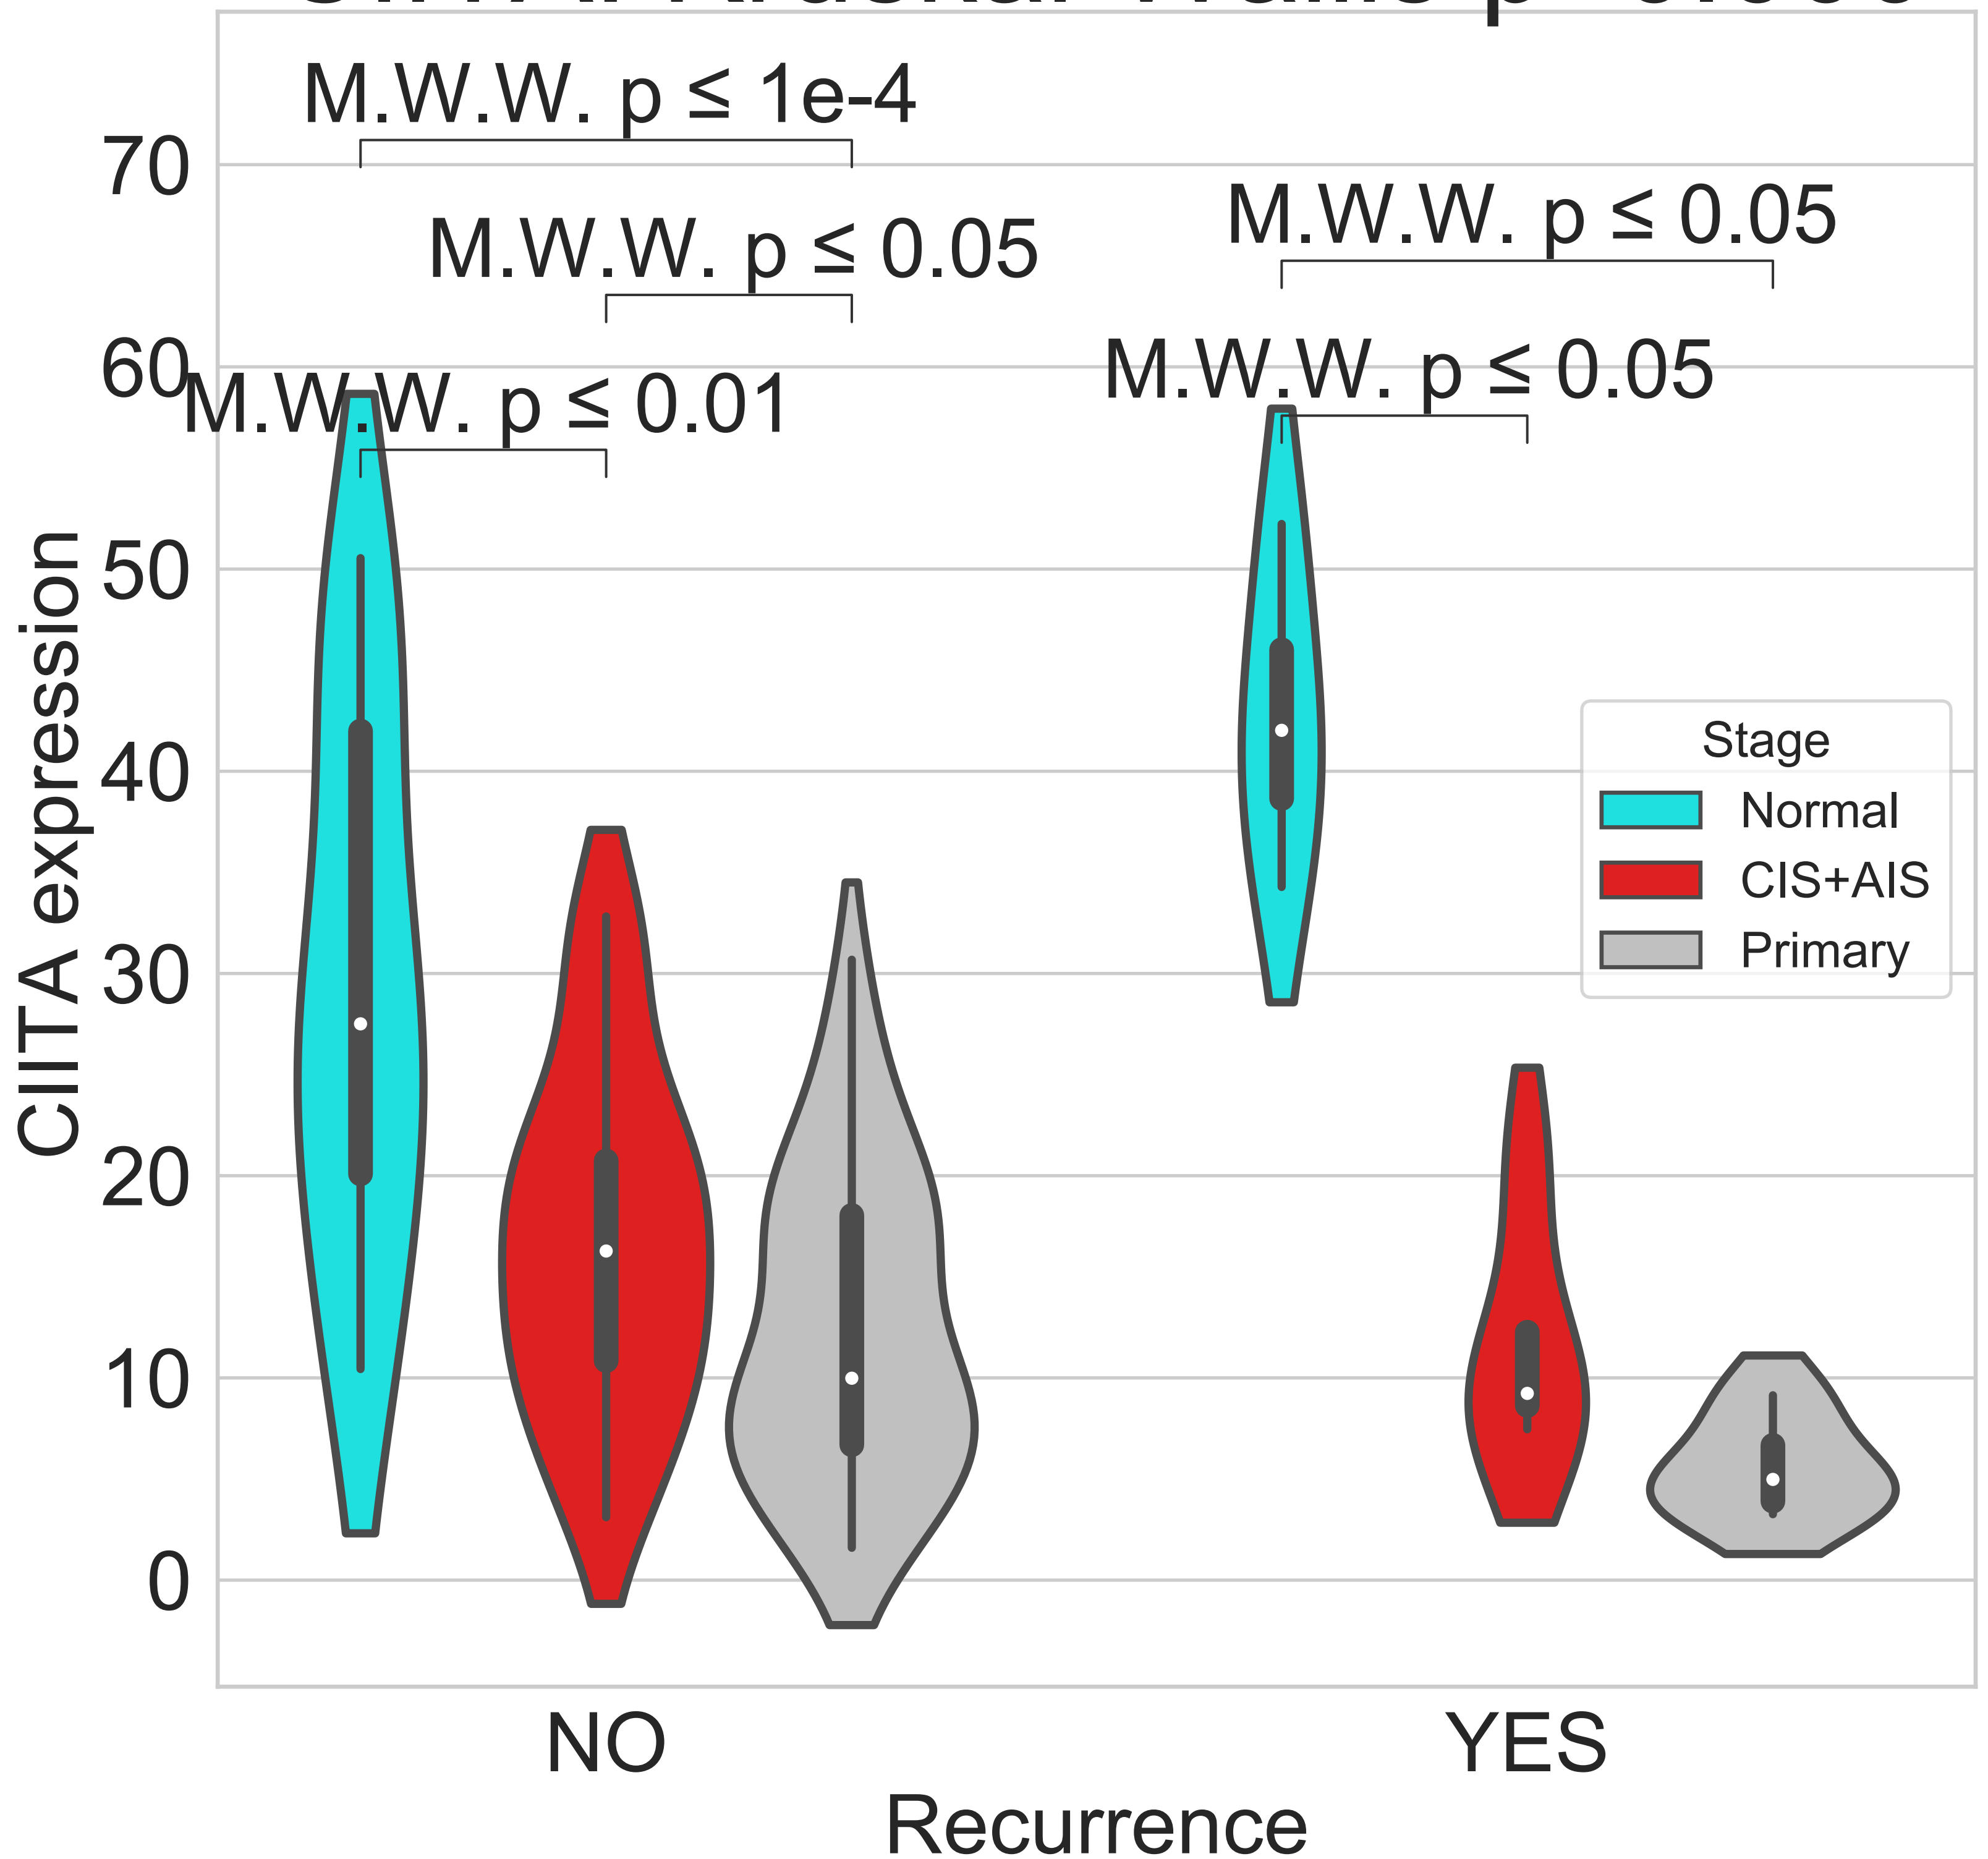 M.W.W. p ≤ 1e-4
70
M.W.W. p ≤ 0.05
M.W.W. p ≤ 0.05
60
M.W.W. p ≤ 0.05
M.W.W. p ≤ 0.01
50
40
30
20
10
0
CIITA expression
Stage
Normal
CIS+AIS
Primary
NO
YES
Recurrence